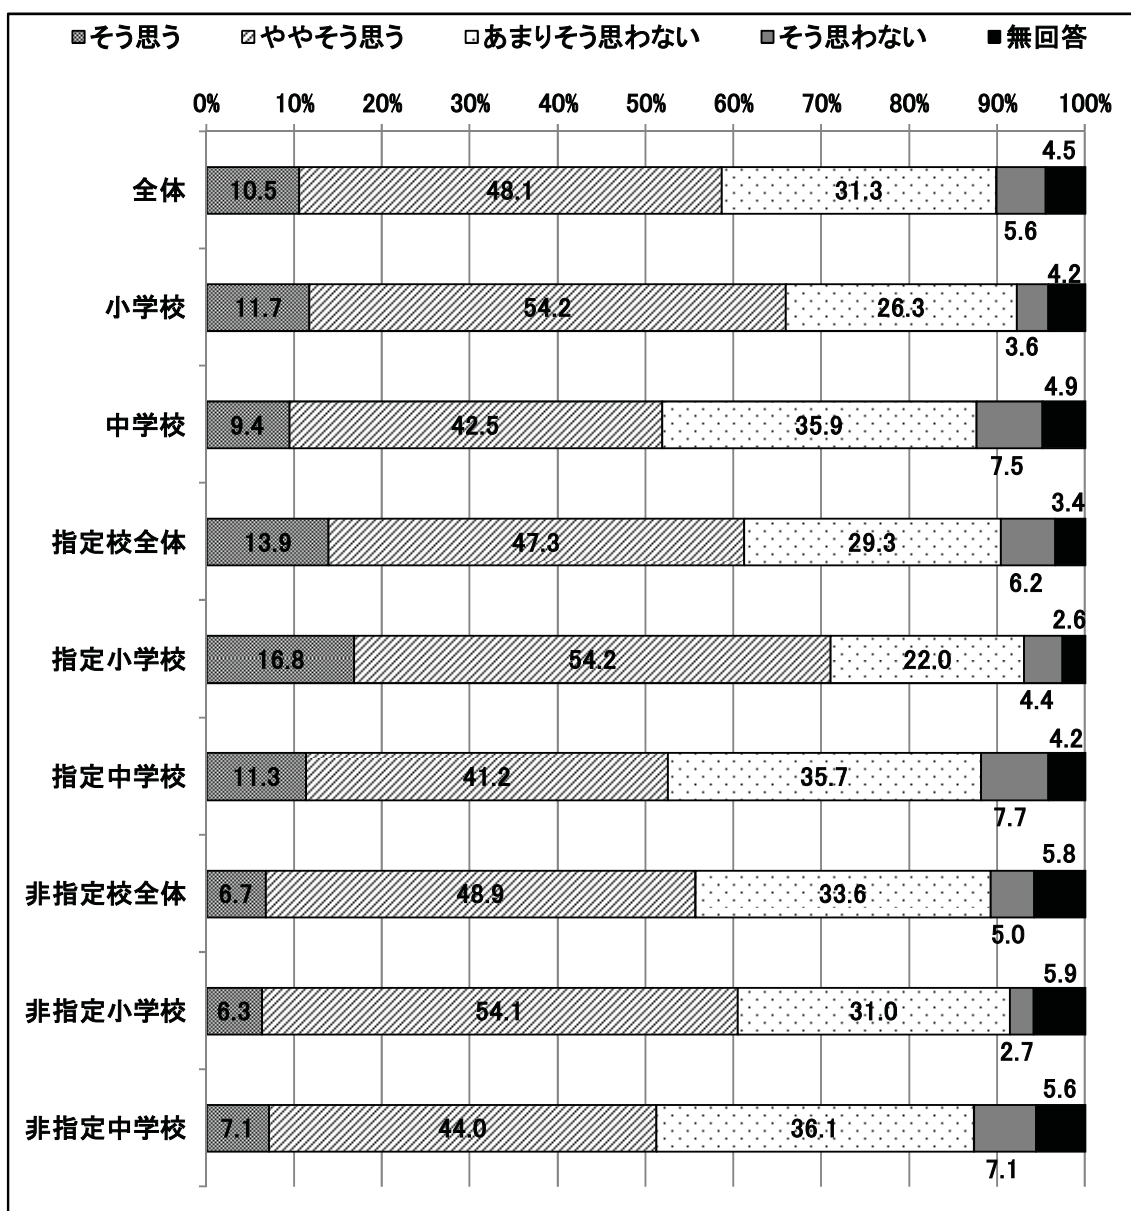 そう思う ややそう思う あまりそう思わない そう思わない 無回答
0% 10% 20% 30% 40% 50% 60% 70% 80% 90% 100%
全体 10.5 48.1 31.3 5.6 4.5
小学校 11.7 54.2 26.3 3.6 4.2
中学校 9.4 42.5 35.9 7.5 4.9
指定校全体 13.9 47.3 29.3 6.2 3.4
指定小学校 16.8 54.2 22.0 4.4 2.6
指定中学校 11.3 41.2 35.7 7.7 4.2
非指定校全体 6.7 48.9 33.6 5.0 5.8
非指定小学校 6.3 54.1 31.0 2.7 5.9
非指定中学校 7.1 44.0 36.1 7.1 5.6